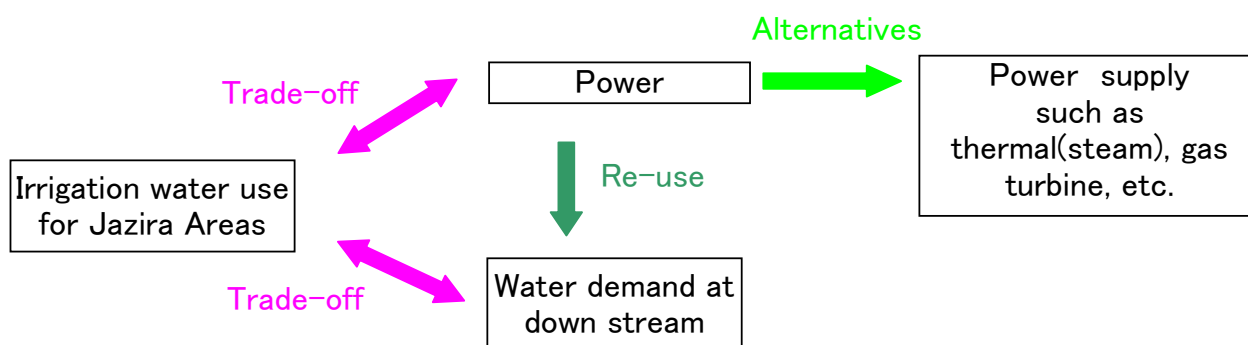 Alternatives
Trade-off
Power
Power supply
such as
thermal(steam), gas
turbine, etc.
Irrigation water use
for Jazira Areas
Re-use
Trade-off
Water demand at
down stream